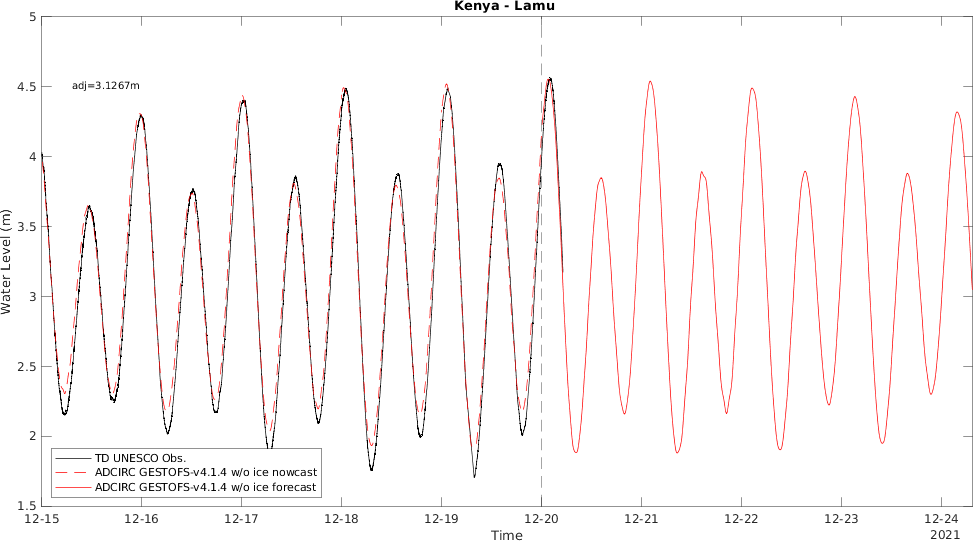 Kenya - Lamu
5
4.5
adj=3.1267m
4
3.5
3
2.5
2
1.5
Water Level (m)
TD UNESCO Obs.
ADCIRC GESTOFS-v4.1.4 w/o ice nowcast
ADCIRC GESTOFS-v4.1.4 w/o ice forecast
12-15 12-16 12-17 12-18 12-19 12-20 12-21 12-22 12-23 12-24
Time
2021